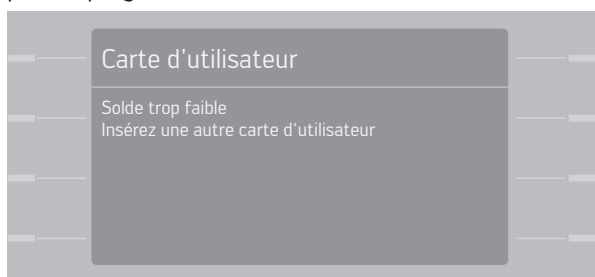 Carte d'utilisateur
Solde trop faible
Insérez une autre carte d'utilisateur